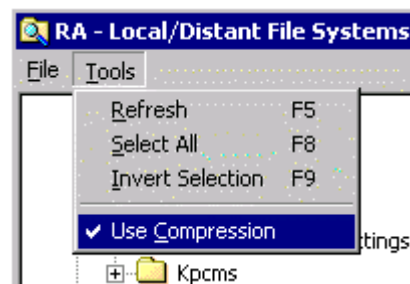 RA - Local/Distant File Systems
File Tools
Refresh F5
Select All F8
Invert Selection F9
Use Compression
ttings
Kpcms